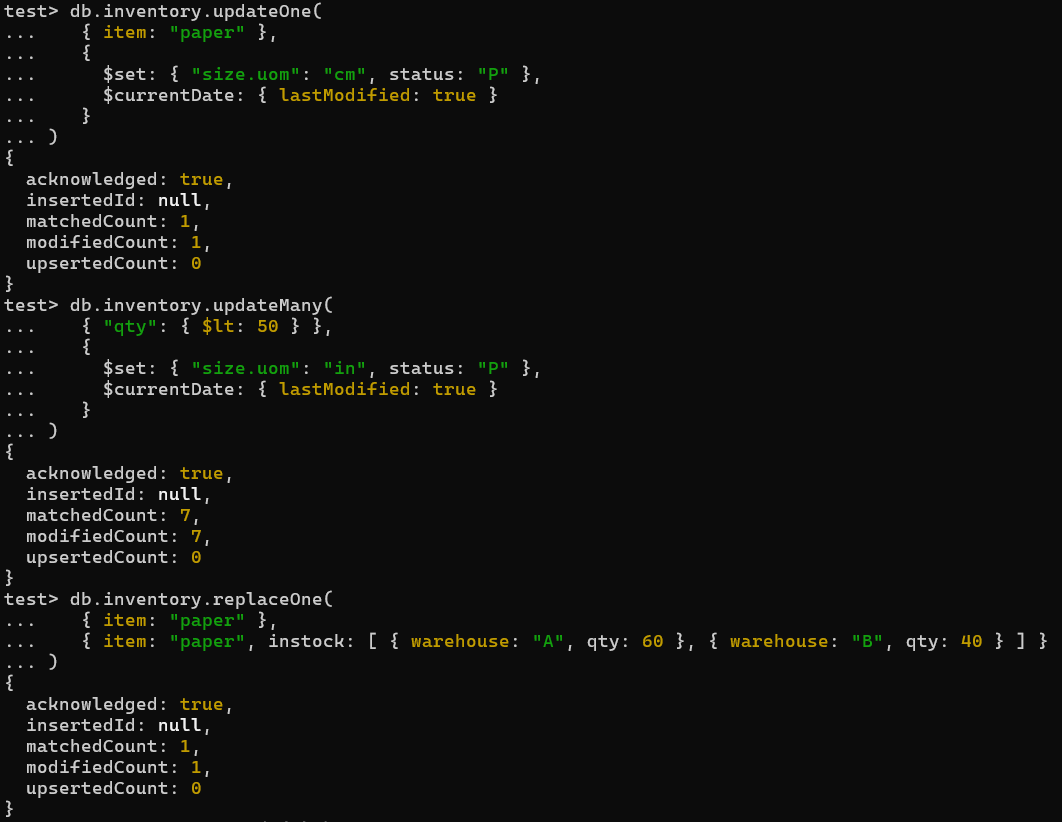 test> db.inventory.updateOne(
...     { item: "paper" },
...     {
...       $set: { "size.uom": "cm", status: "P" },
...       $currentDate: { lastModified: true }
...     }
... )
{
  acknowledged: true,
  insertedId: null,
  matchedCount: 1,
  modifiedCount: 1,
  upsertedCount: 0
}
test> db.inventory.updateMany(
...     { "qty": { $lt: 50 } },
...     {
...       $set: { "size.uom": "in", status: "P" },
...       $currentDate: { lastModified: true }
...     }
... )
{
  acknowledged: true,
  insertedId: null,
  matchedCount: 7,
  modifiedCount: 7,
  upsertedCount: 0
}
test> db.inventory.replaceOne(
...     { item: "paper" },
...     { item: "paper", instock: [ { warehouse: "A", qty: 60 }, { warehouse: "B", qty: 40 } ] }
... )
{
  acknowledged: true,
  insertedId: null,
  matchedCount: 1,
  modifiedCount: 1,
  upsertedCount: 0
}